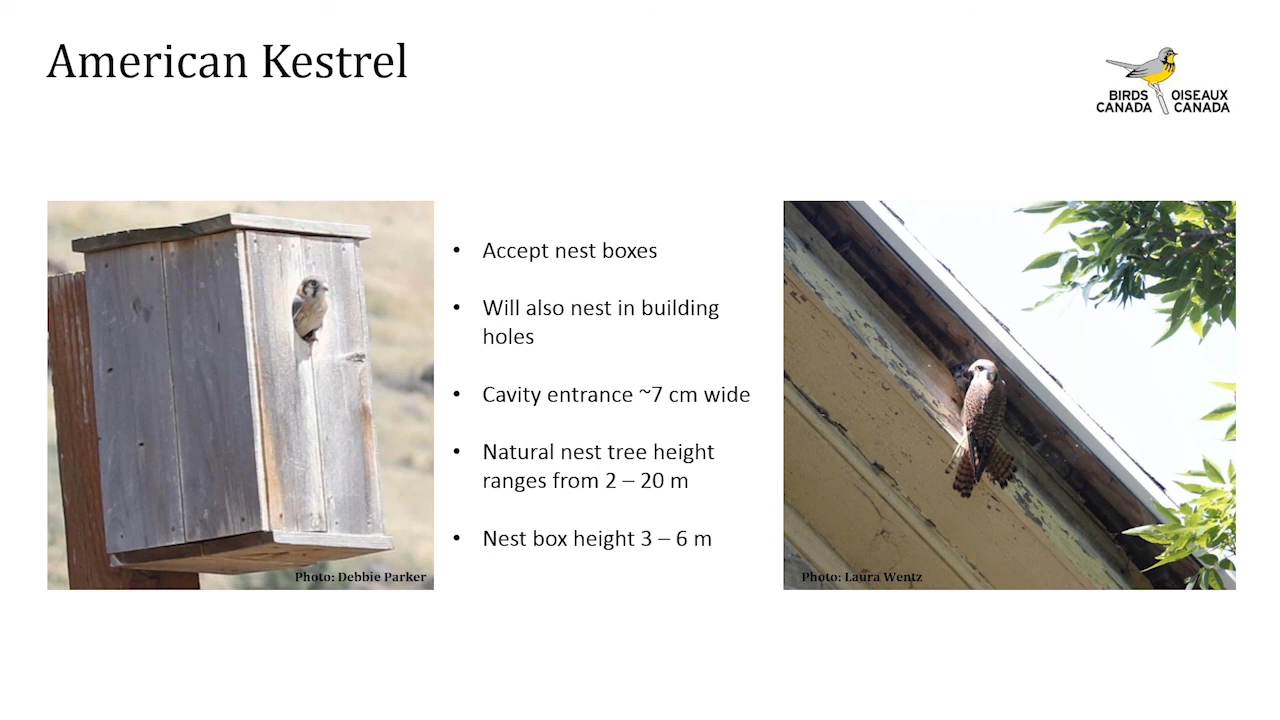 American Kestrel
BIRDS OISEAUX
CANADA CANADA
• Accept nest boxes
• Will also nest in building
holes
• Cavity entrance ~7 cm wide
• Natural nest tree height
ranges from 2 – 20 m
• Nest box height 3 – 6 m
Photo: Debbie Parker
Photo: Laura Wentz